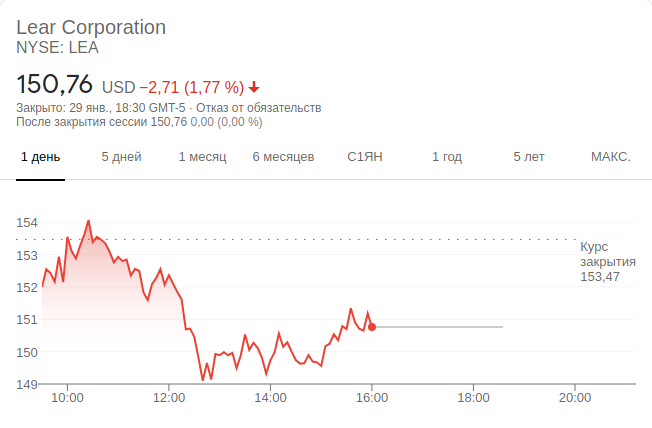 Lear Corporation
NYSE: LEA
150,76 USD −2,71 (1,77 %)
Закрыто: 29 янв., 18:30 GMT-5 · Отказ от обязательств
После закрытия сессии 150,76 0,00 (0,00 %)
1 день 5 дней 1 месяц 6 месяцев С1ЯН 1 год 5 лет МАКС.
154
153
152
151
150
149
Курс
закрытия
153,47
10:00 12:00 14:00 16:00 18:00 20:00